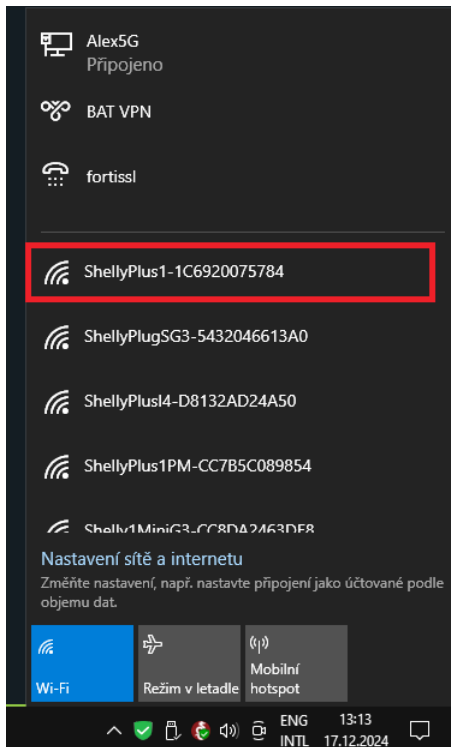 Alex5G
Připojeno
BAT VPN
fortissl
ShellyPlus1-1C6920075784
ShellyPlugSG3-5432046613A0
ShellyPlusI4-D8132AD24A50
ShellyPlus1PM-CC7B5C089854
Shelly1MiniG3-CC8DA2463DF8
Nastavení sítě a internetu
Změňte nastavení, např. nastavte připojení jako účtované podle
objemu dat.
Wi-Fi
Režim v letadle
Mobilní
hotspot
ENG
INTL
13:13
17.12.2024